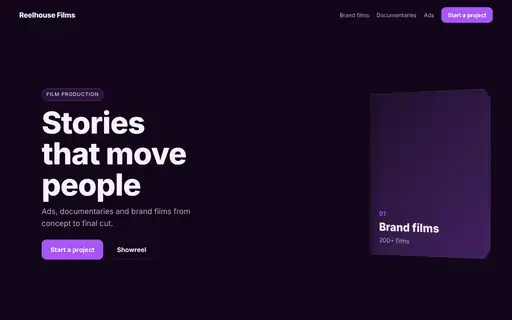 Reelhouse Films
Brand films
Documentaries
Ads
Start a project
FILM PRODUCTION
Stories
that move
people
Ads, documentaries and brand films from
concept to final cut.
Start a project
Showreel
01
Brand films
200+ films